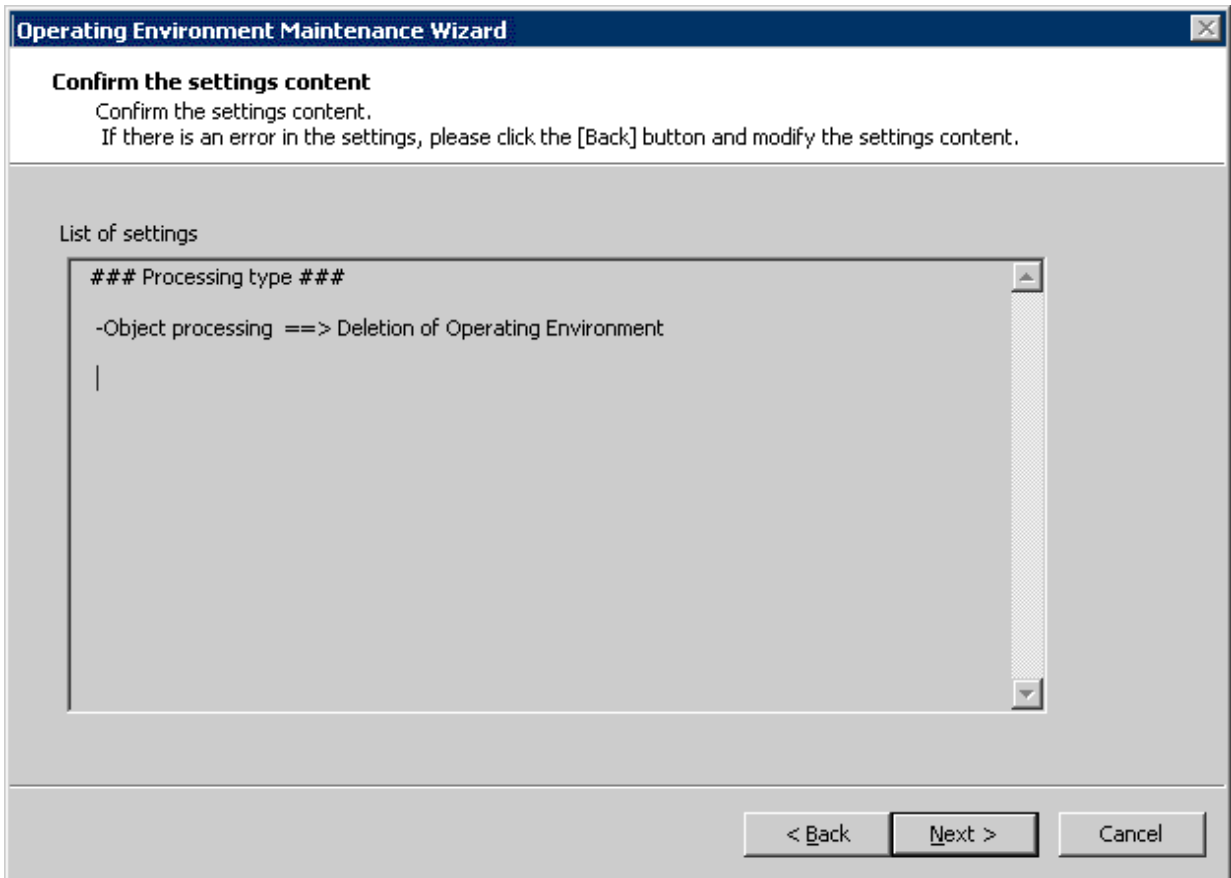 Operating Environment Maintenance Wizard
Confirm the settings content
Confirm the settings content.
If there is an error in the settings, please click the [Back] button and modify the settings content.
List of settings
### Processing type ###
-Object processing ==> Deletion of Operating Environment
< Back Next > Cancel